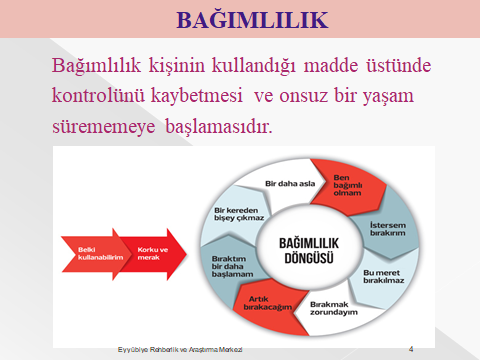 BAĞIMLILIK
Bağımlılık kişinin kullandığı madde üstünde
kontrolünü kaybetmesi ve onsuz bir yaşam
sürememeye başlamasıdır.
Belki
kullanabilirim
Korku ve
merak
Bir daha asla
Ben
bağımlı
olmam
İstersem
bırakırım
Bu meret
bırakılmaz
Bırakmak
zorundayım
Artık
bırakacağım
Bıraktım
bir daha
başlamam
Bir kereden
bişey çıkmaz
BAĞIMLILIK
DÖNGÜSÜ
Eyyübiye Rehberlik ve Araştırma Merkezi
4